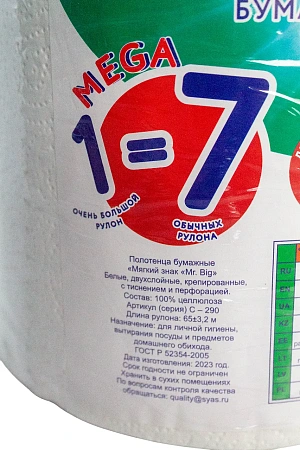 БУМА
MEGA
1=7
ОЧЕНЬ БОЛЬШОЙ
РУЛОН
ОБЫЧНЫХ
РУЛОНА
Полотенца бумажные
«Мягкий знак «Mr. Big»
Белые, двухслойные, крепированные,
с тиснением и перфорацией.
Состав: 100% целлюлоза
Артикул (серия) С – 290
Длина рулона: 65±3,2 м
Назначение: для личной гигиены,
вытирания посуды и предметов
домашнего обихода.
ГОСТ Р 52354-2005
Дата изготовления: 2023 год.
Срок годности не ограничен
Хранить в сухих помещениях
По вопросам контроля качества
обращаться: quality@syas.ru
RU
UA
KZ
EE
LT